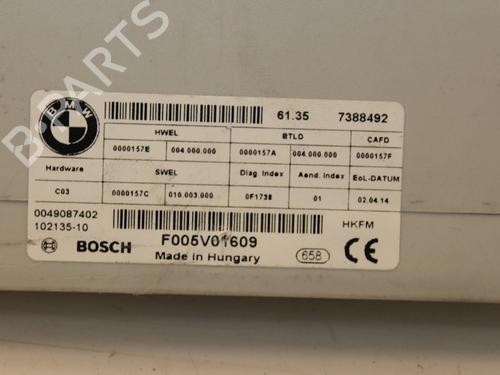 B-PARTS
BMW
61.35 7388492
HWEL BTLD CAFD
0000157E 004.000.000 0000157A 004.000.000 0000157F
Hardware SWEL Diag. Index Aend. Index EoL-DATUM
C03 0000157C 010.003.000 0F1738 01 02.04.14
0049087402
102135-10 HKFM
BOSCH F005V01609
Made in Hungary 658 CE